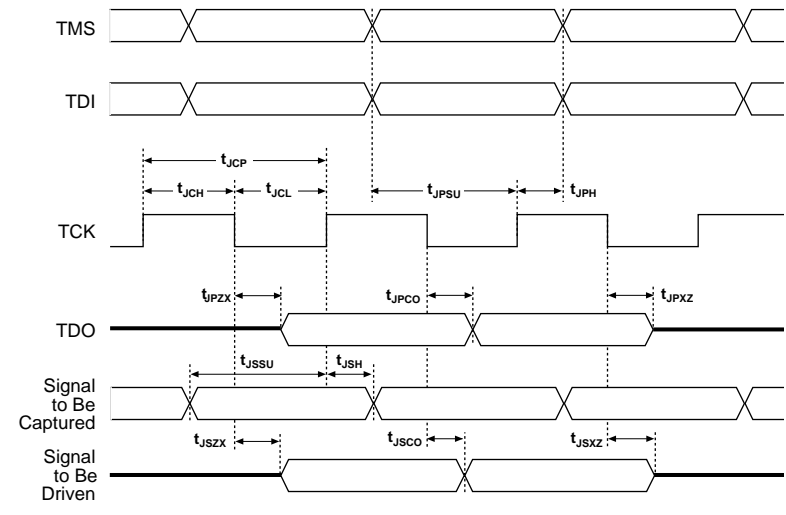 TMS
TDI
tJCP
tJCH
tJCL
tJPSU
tJPH
TCK
tJPZX
tJPCO
tJPXZ
TDO
tJSSU
tJSH
Signal
to Be
Captured
tJSZX
tJSCO
tJSXZ
Signal
to Be
Driven